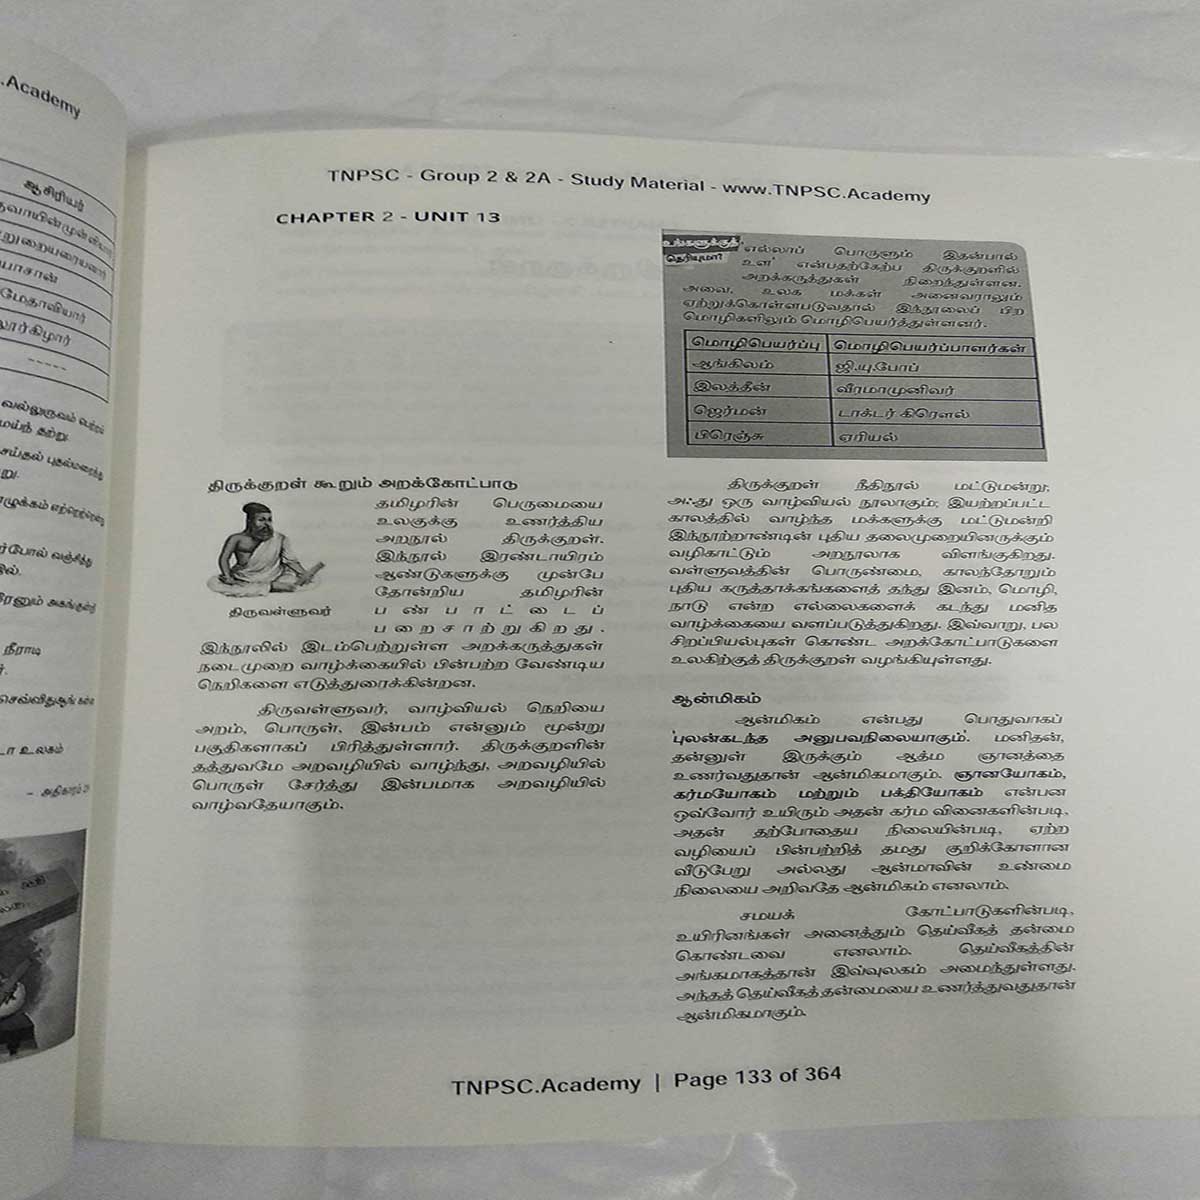 .Academy
ஆசிரியர்
யாசான்
மேதாவியார்
-----
வல்லுருவம் பெற்றம்
மேய்ந் தற்று.
செய்தல் புதல்மறைந்து
நீராடி
டா உலகம்
TNPSC - Group 2 & 2A - Study Material - www.TNPSC.Academy
CHAPTER 2 - UNIT 13
உங்களுக்குத்
தெரியுமா?
'எல்லாப் பொருளும் இதன்பால்
உள' என்பதற்கேற்ப திருக்குறளில்
அறக்கருத்துகள் நிறைந்துள்ளன.
அவை, உலக மக்கள் அனைவராலும்
ஏற்றுக்கொள்ளபடுவதால் இந்நூலைப் பிற
மொழிகளிலும் மொழிபெயர்த்துள்ளனர்.
மொழிபெயர்ப்பு மொழிபெயர்ப்பாளர்கள்
ஆங்கிலம் ஜி.யு.போப்
இலத்தீன் வீரமாமுனிவர்
ஜெர்மன் டாக்டர் கிரௌல்
பிரெஞ்சு ஏரியல்
திருக்குறள் கூறும் அறக்கோட்பாடு
தமிழரின் பெருமையை
உலகுக்கு உணர்த்திய
அறநூல் திருக்குறள்.
இந்நூல் இரண்டாயிரம்
ஆண்டுகளுக்கு முன்பே
தோன்றிய தமிழரின்
பண்பாட்டைப்
பறைசாற்றுகிறது.
திருவள்ளுவர்
இந்நூலில் இடம்பெற்றுள்ள அறக்கருத்துகள்
நடைமுறை வாழ்க்கையில் பின்பற்ற வேண்டிய
நெறிகளை எடுத்துரைக்கின்றன.
திருவள்ளுவர், வாழ்வியல் நெறியை
அறம், பொருள், இன்பம் என்னும் மூன்று
பகுதிகளாகப் பிரித்துள்ளார். திருக்குறளின்
தத்துவமே அறவழியில் வாழ்ந்து, அறவழியில்
பொருள் சேர்த்து இன்பமாக அறவழியில்
வாழ்வதேயாகும்.
திருக்குறள் நீதிநூல் மட்டுமன்று;
அஃது ஒரு வாழ்வியல் நூலாகும்; இயற்றப்பட்ட
காலத்தில் வாழ்ந்த மக்களுக்கு மட்டுமன்றி
இந்நூற்றாண்டின் புதிய தலைமுறையினருக்கும்
வழிகாட்டும் அறநூலாக விளங்குகிறது.
வள்ளுவத்தின் பொருண்மை, காலந்தோறும்
புதிய கருத்தாக்கங்களைத் தந்து இனம், மொழி,
நாடு என்ற எல்லைகளைக் கடந்து மனித
வாழ்க்கையை வளப்படுத்துகிறது. இவ்வாறு, பல
சிறப்பியல்புகள் கொண்ட அறக்கோட்பாடுகளை
உலகிற்குத் திருக்குறள் வழங்கியுள்ளது.
ஆன்மிகம்
ஆன்மிகம் என்பது பொதுவாகப்
'புலன்கடந்த அனுபவநிலையாகும்'. மனிதன்,
தன்னுள் இருக்கும் ஆத்ம ஞானத்தை
உணர்வதுதான் ஆன்மிகமாகும். ஞானயோகம்,
கர்மயோகம் மற்றும் பக்தியோகம் என்பன
ஒவ்வோர் உயிரும் அதன் கர்ம வினைகளின்படி,
அதன் தற்போதைய நிலையின்படி, ஏற்ற
வழியைப் பின்பற்றித் தமது குறிக்கோளான
வீடுபேறு அல்லது ஆன்மாவின் உண்மை
நிலையை அறிவதே ஆன்மிகம் எனலாம்.
சமயக் கோட்பாடுகளின்படி,
உயிரினங்கள் அனைத்தும் தெய்வீகத் தன்மை
கொண்டவை எனலாம். தெய்வீகத்தின்
அங்கமாகத்தான் இவ்வுலகம் அமைந்துள்ளது.
அந்தத் தெய்வீகத் தன்மையை உணர்த்துவதுதான்
ஆன்மிகமாகும்.
TNPSC.Academy | Page 133 of 364